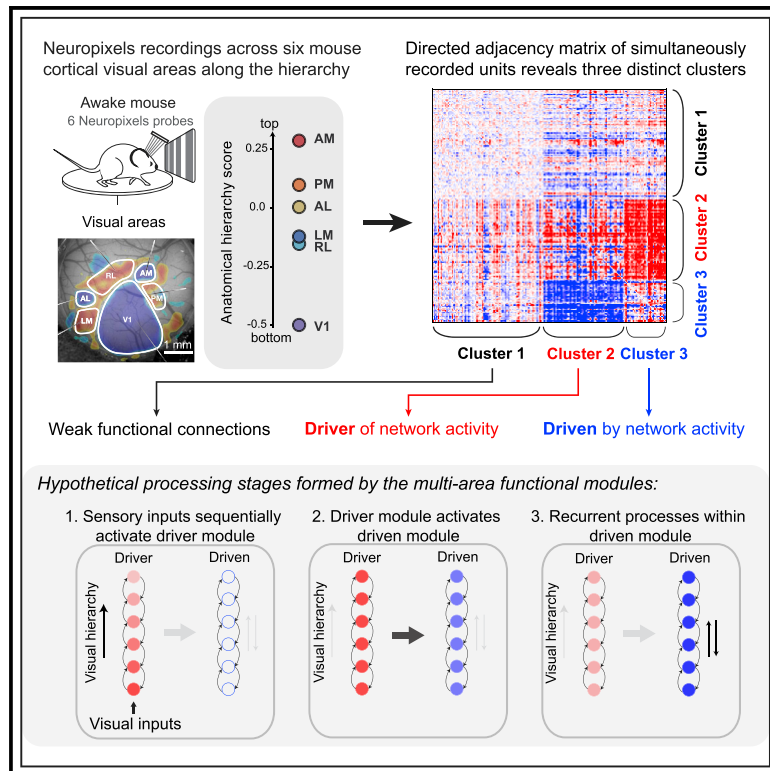 Neuropixels recordings across six mouse
cortical visual areas along the hierarchy
Directed adjacency matrix of simultaneously
recorded units reveals three distinct clusters
Awake mouse
6 Neuropixels probes
Visual areas
RL
AM
AL
PM
LM
V1
1 mm
Anatomical hierarchy score
top
0.25
0.0
-0.25
-0.5
bottom
AM
PM
AL
LM
RL
V1
Cluster 1
Cluster 2
Cluster 3
Cluster 1
Cluster 2
Cluster 3
Weak functional connections
Driver of network activity
Driven by network activity
Hypothetical processing stages formed by the multi-area functional modules:
1. Sensory inputs sequentially
activate driver module
Driver
Driven
Visual hierarchy
Visual inputs
2. Driver module activates
driven module
Driver
Driven
Visual hierarchy
3. Recurrent processes within
driven module
Driver
Driven
Visual hierarchy